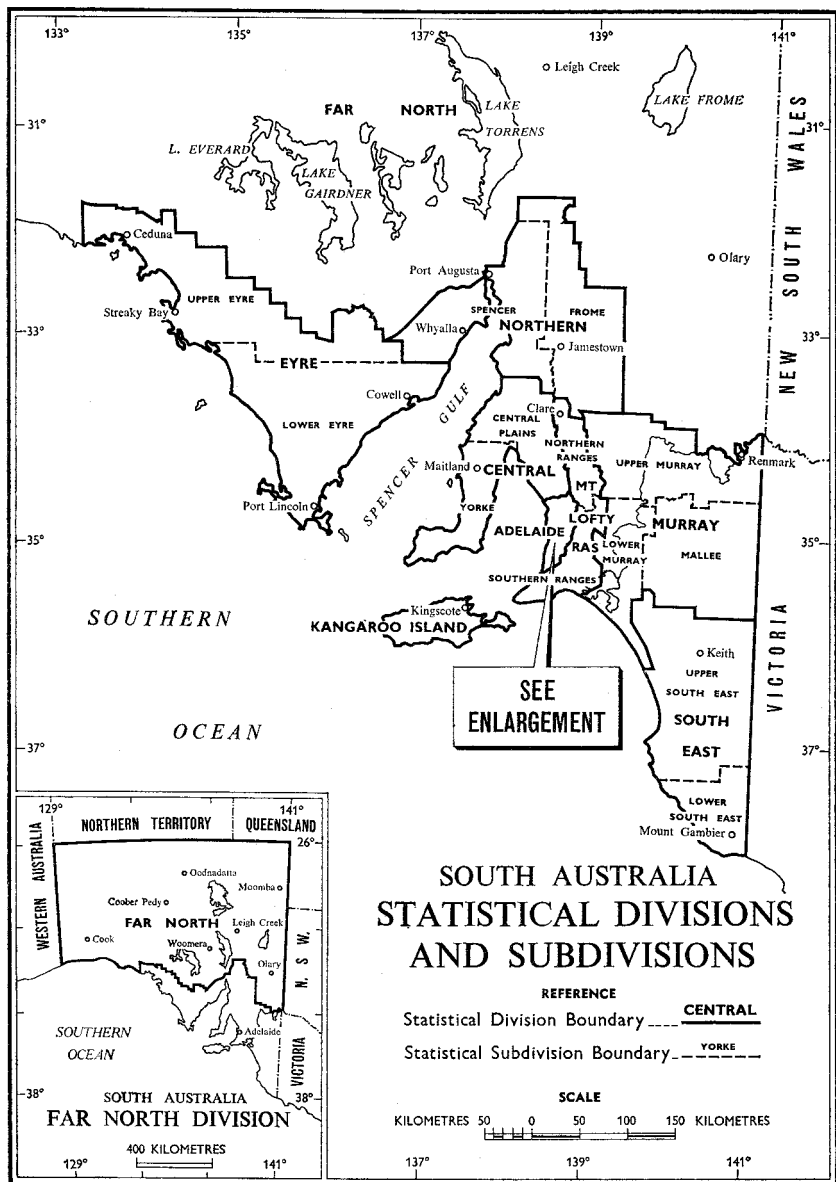 133° 135° 137° 139° 141°
Leigh Creek
FAR NORTH
LAKE TORRENS
LAKE FROME
31° 31°
L. EVERARD
LAKE GAIRDNER
NEW SOUTH WALES
Ceduna
Olary
Port Augusta
UPPER EYRE
SPENCER
FROME
Streaky Bay
Whyalla
NORTHERN
33° 33°
Jamestown
EYRE
Cowell
SPENCER GULF
Clare
LOWER EYRE
CENTRAL PLAINS
NORTHERN RANGES
UPPER MURRAY
Renmark
Maitland
CENTRAL
MT LOFTY RAS
Port Lincoln
YORKE
MURRAY
35° 35°
ADELAIDE
LOWER MURRAY
MALLEE
SOUTHERN RANGES
SOUTHERN OCEAN
Kingscote
KANGAROO ISLAND
VICTORIA
Keith
SEE
ENLARGEMENT
UPPER
SOUTH EAST
SOUTH
EAST
37° 37°
LOWER
SOUTH EAST
Mount Gambier
129° 141°
NORTHERN TERRITORY QUEENSLAND
26°
WESTERN AUSTRALIA
Oodnadatta
Moomba
Coober Pedy
FAR NORTH
Leigh Creek
Cook
Woomera
Olary
N. S. W.
SOUTHERN
OCEAN
Adelaide
VICTORIA
38° 38°
SOUTH AUSTRALIA
FAR NORTH DIVISION
400 KILOMETRES
129° 141°
SOUTH AUSTRALIA
STATISTICAL DIVISIONS
AND SUBDIVISIONS
REFERENCE
Statistical Division Boundary ---- CENTRAL
Statistical Subdivision Boundary -- YORKE
SCALE
KILOMETRES 50 0 50 100 150 KILOMETRES
137° 139° 141°